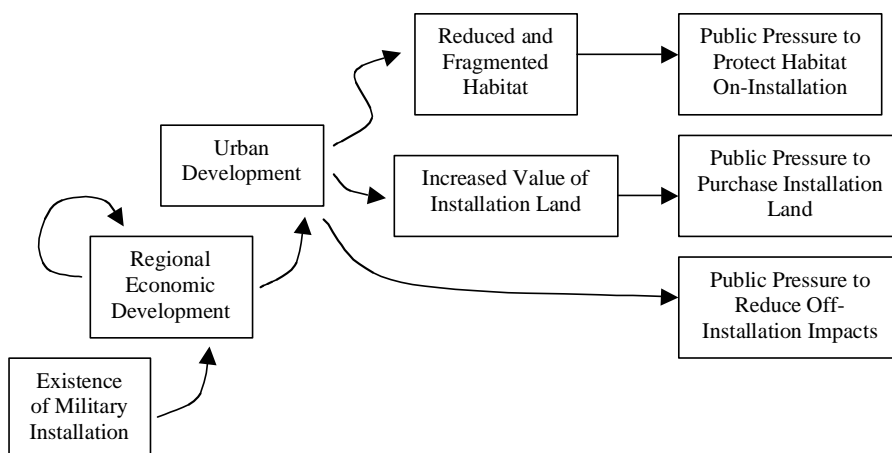 Reduced and
Fragmented
Habitat
Public Pressure to
Protect Habitat
On-Installation
Urban
Development
Increased Value of
Installation Land
Public Pressure to
Purchase Installation
Land
Regional
Economic
Development
Public Pressure to
Reduce Off-
Installation Impacts
Existence
of Military
Installation